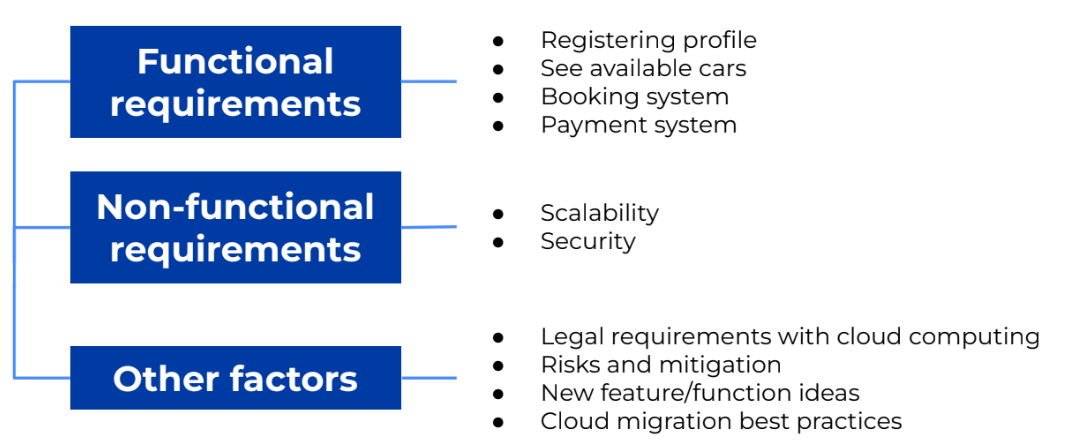 Functional
requirements
● Registering profile
● See available cars
● Booking system
● Payment system
Non-functional
requirements
● Scalability
● Security
Other factors
● Legal requirements with cloud computing
● Risks and mitigation
● New feature/function ideas
● Cloud migration best practices